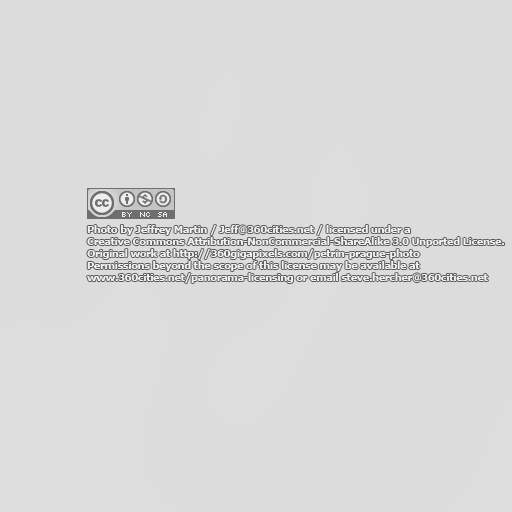 cc
BY NC SA
Photo by Jeffrey Martin / Jeff@360cities.net / licensed under a
Creative Commons Attribution-NonCommercial-ShareAlike 3.0 Unported License.
Original work at http://360gigapixels.com/petrin-prague-photo
Permissions beyond the scope of this license may be available at
www.360cities.net/panorama-licensing or email steve.hercher@360cities.net